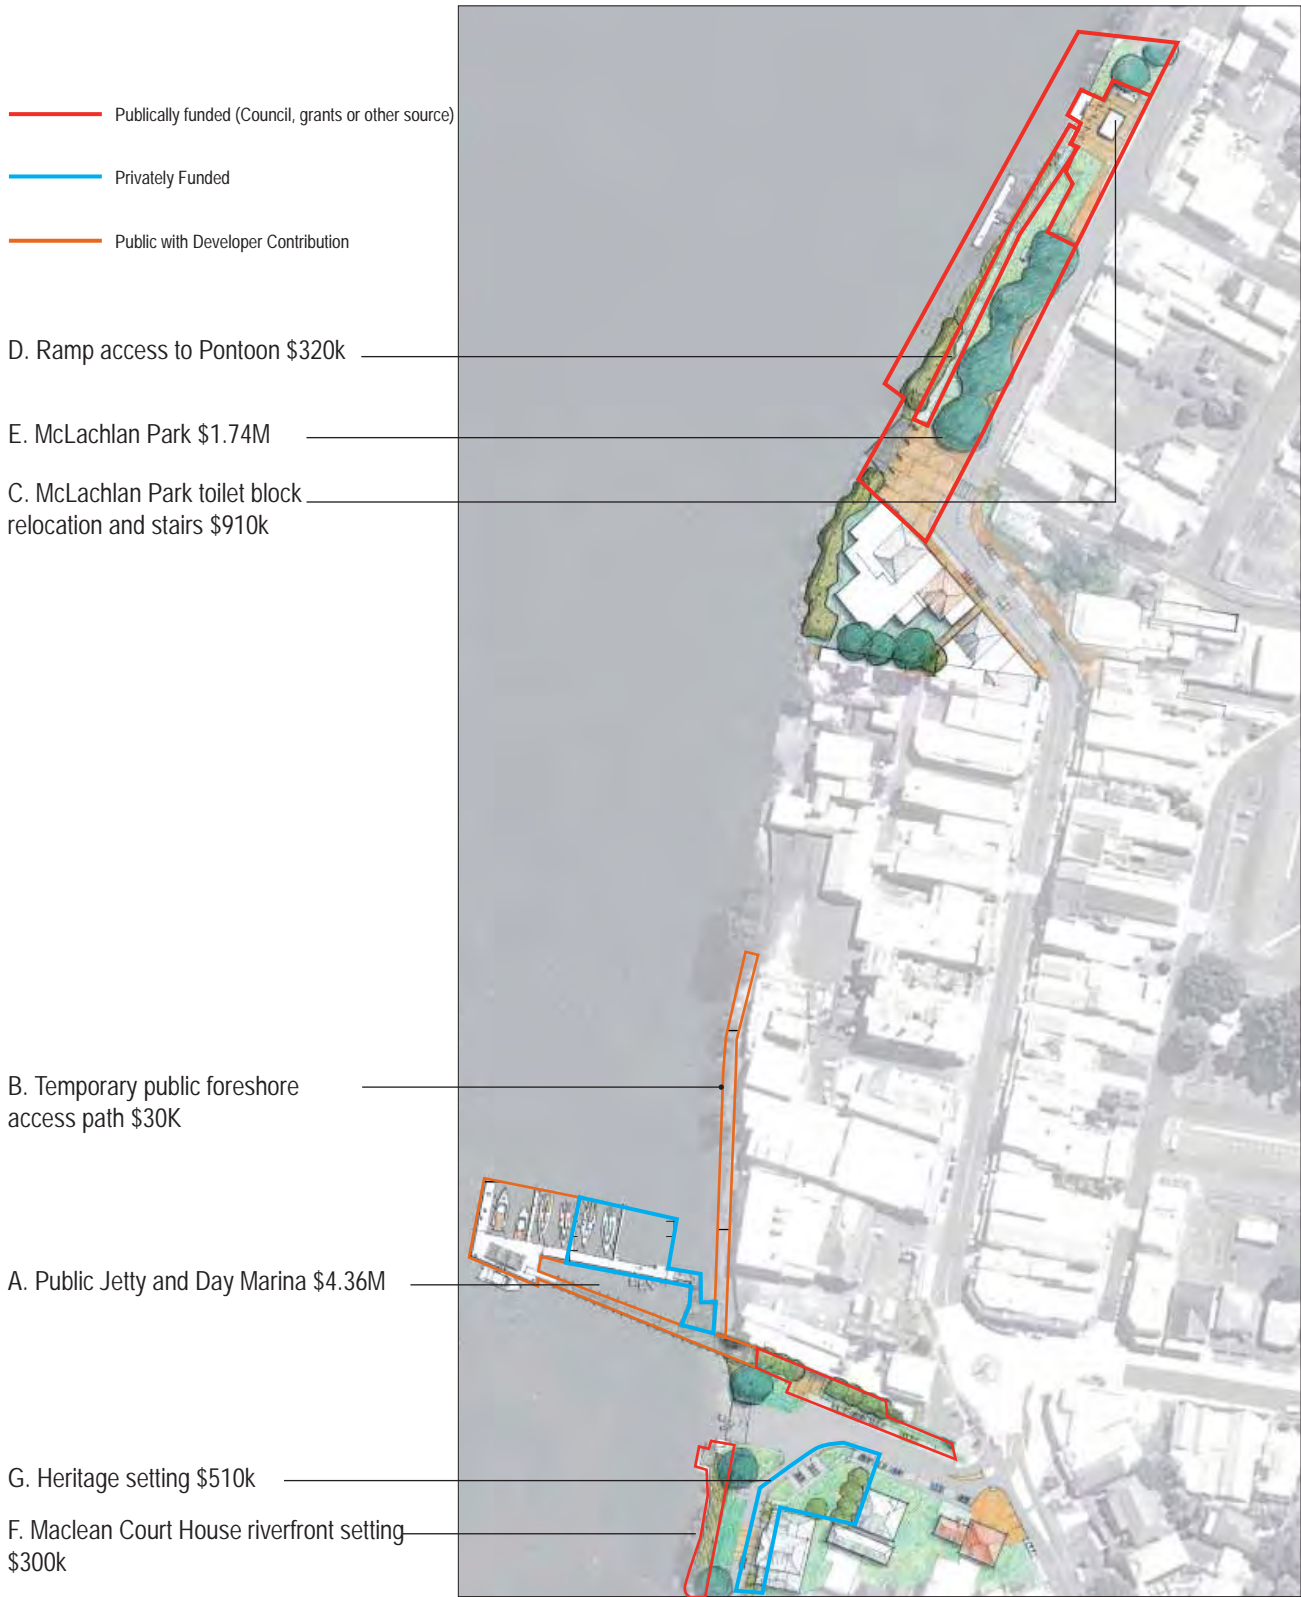 Publically funded (Council, grants or other source)
Privately Funded
Public with Developer Contribution
D. Ramp access to Pontoon $320k
E. McLachlan Park $1.74M
C. McLachlan Park toilet block
relocation and stairs $910k
B. Temporary public foreshore
access path $30K
A. Public Jetty and Day Marina $4.36M
G. Heritage setting $510k
F. Maclean Court House riverfront setting
$300k